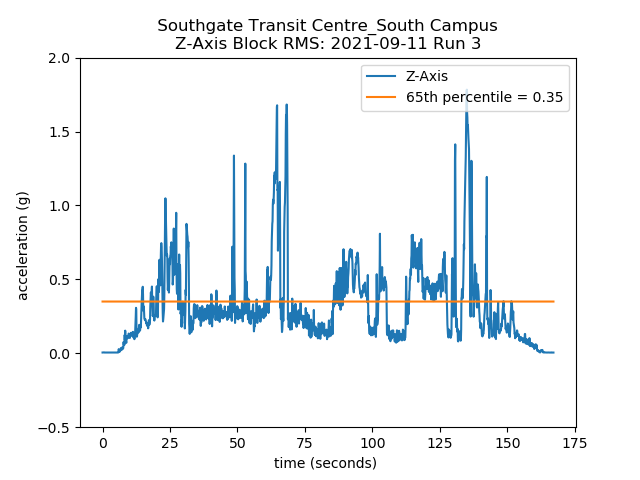 Southgate Transit Centre_South Campus
Z-Axis Block RMS: 2021-09-11 Run 3
Z-Axis
65th percentile = 0.35
2.0
1.5
1.0
0.5
0.0
−0.5
acceleration (g)
0 25 50 75 100 125 150 175
time (seconds)